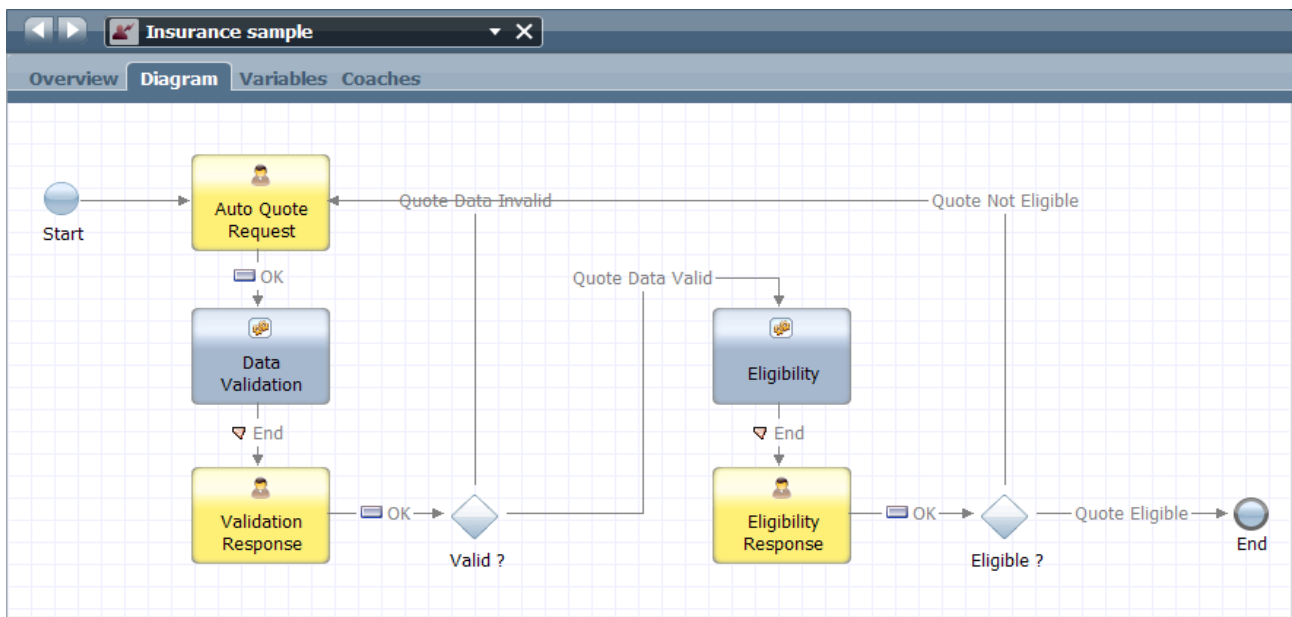 Insurance sample
Overview Diagram Variables Coaches
Auto Quote
Request
Quote Data Invalid
Quote Not Eligible
Start
OK
Quote Data Valid
Data
Validation
Eligibility
End
End
Validation
Response
OK
Valid ?
Eligibility
Response
OK
Eligible ?
Quote Eligible
End